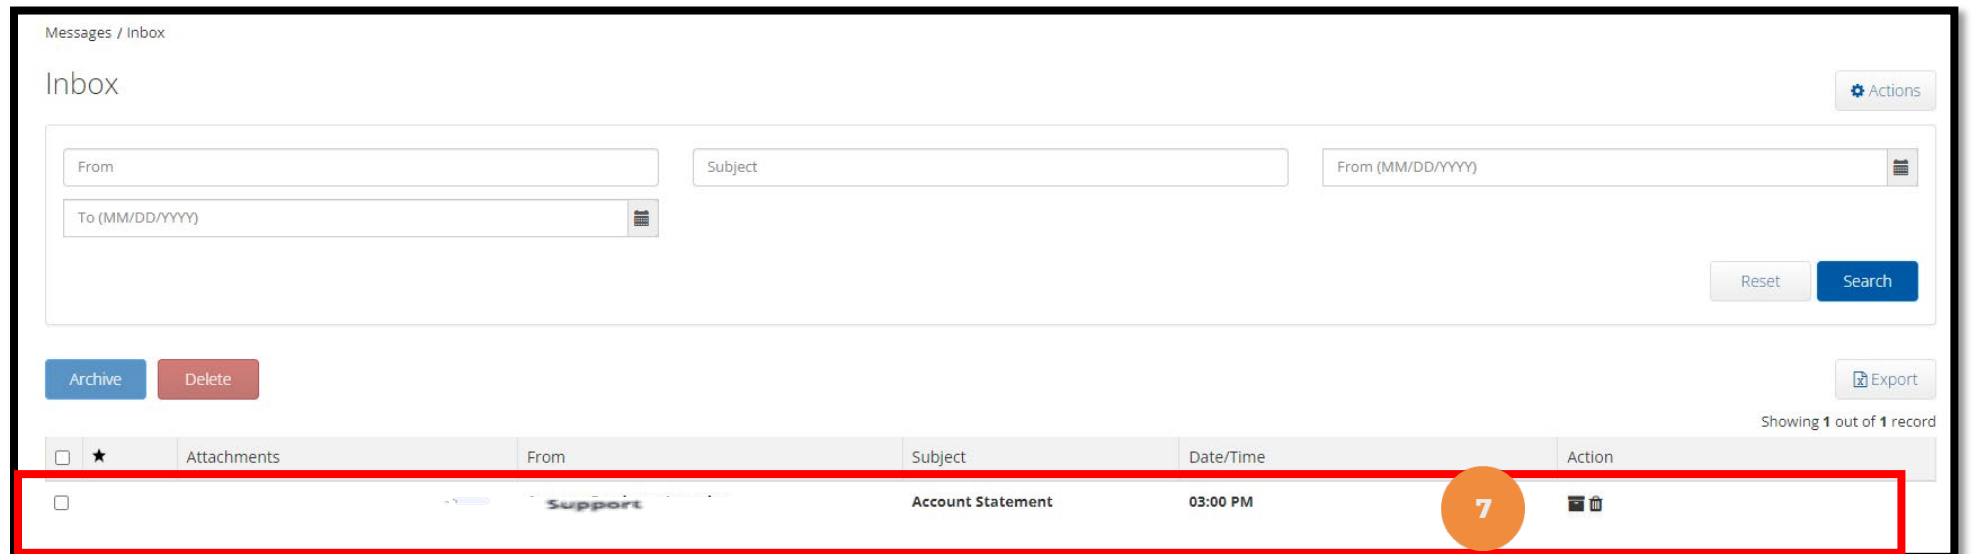 Messages / Inbox
Inbox
Actions
From
Subject
From (MM/DD/YYYY)
To (MM/DD/YYYY)
Reset
Search
Archive
Delete
Export
Showing 1 out of 1 record
Attachments From Subject Date/Time Action
Support Account Statement 03:00 PM 7